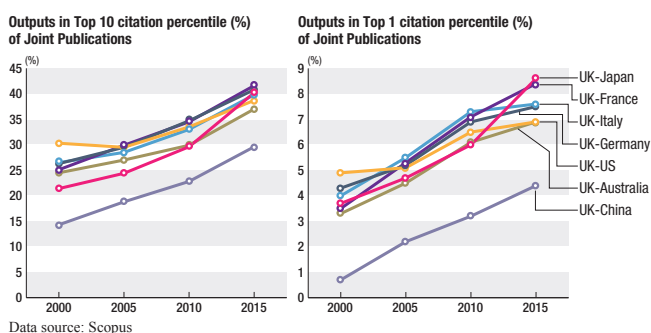 Outputs in Top 10 citation percentile (%)
of Joint Publications
(%)
45
40
35
30
25
20
15
10
5
0
2000 2005 2010 2015
Outputs in Top 1 citation percentile (%)
of Joint Publications
(%)
9
8
7
6
5
4
3
2
1
0
2000 2005 2010 2015
UK-Japan
UK-France
UK-Italy
UK-Germany
UK-US
UK-Australia
UK-China
Data source: Scopus